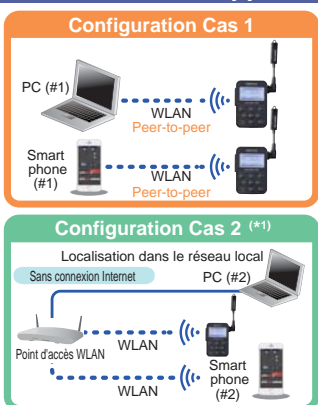 Configuration Cas 1
PC (#1)
WLAN
Peer-to-peer
Smart
phone
(#1)
WLAN
Peer-to-peer
Configuration Cas 2 (*1)
Localisation dans le réseau local
Sans connexion Internet
PC (#2)
Point d'accès WLAN
WLAN
Smart
phone
(#2)
WLAN